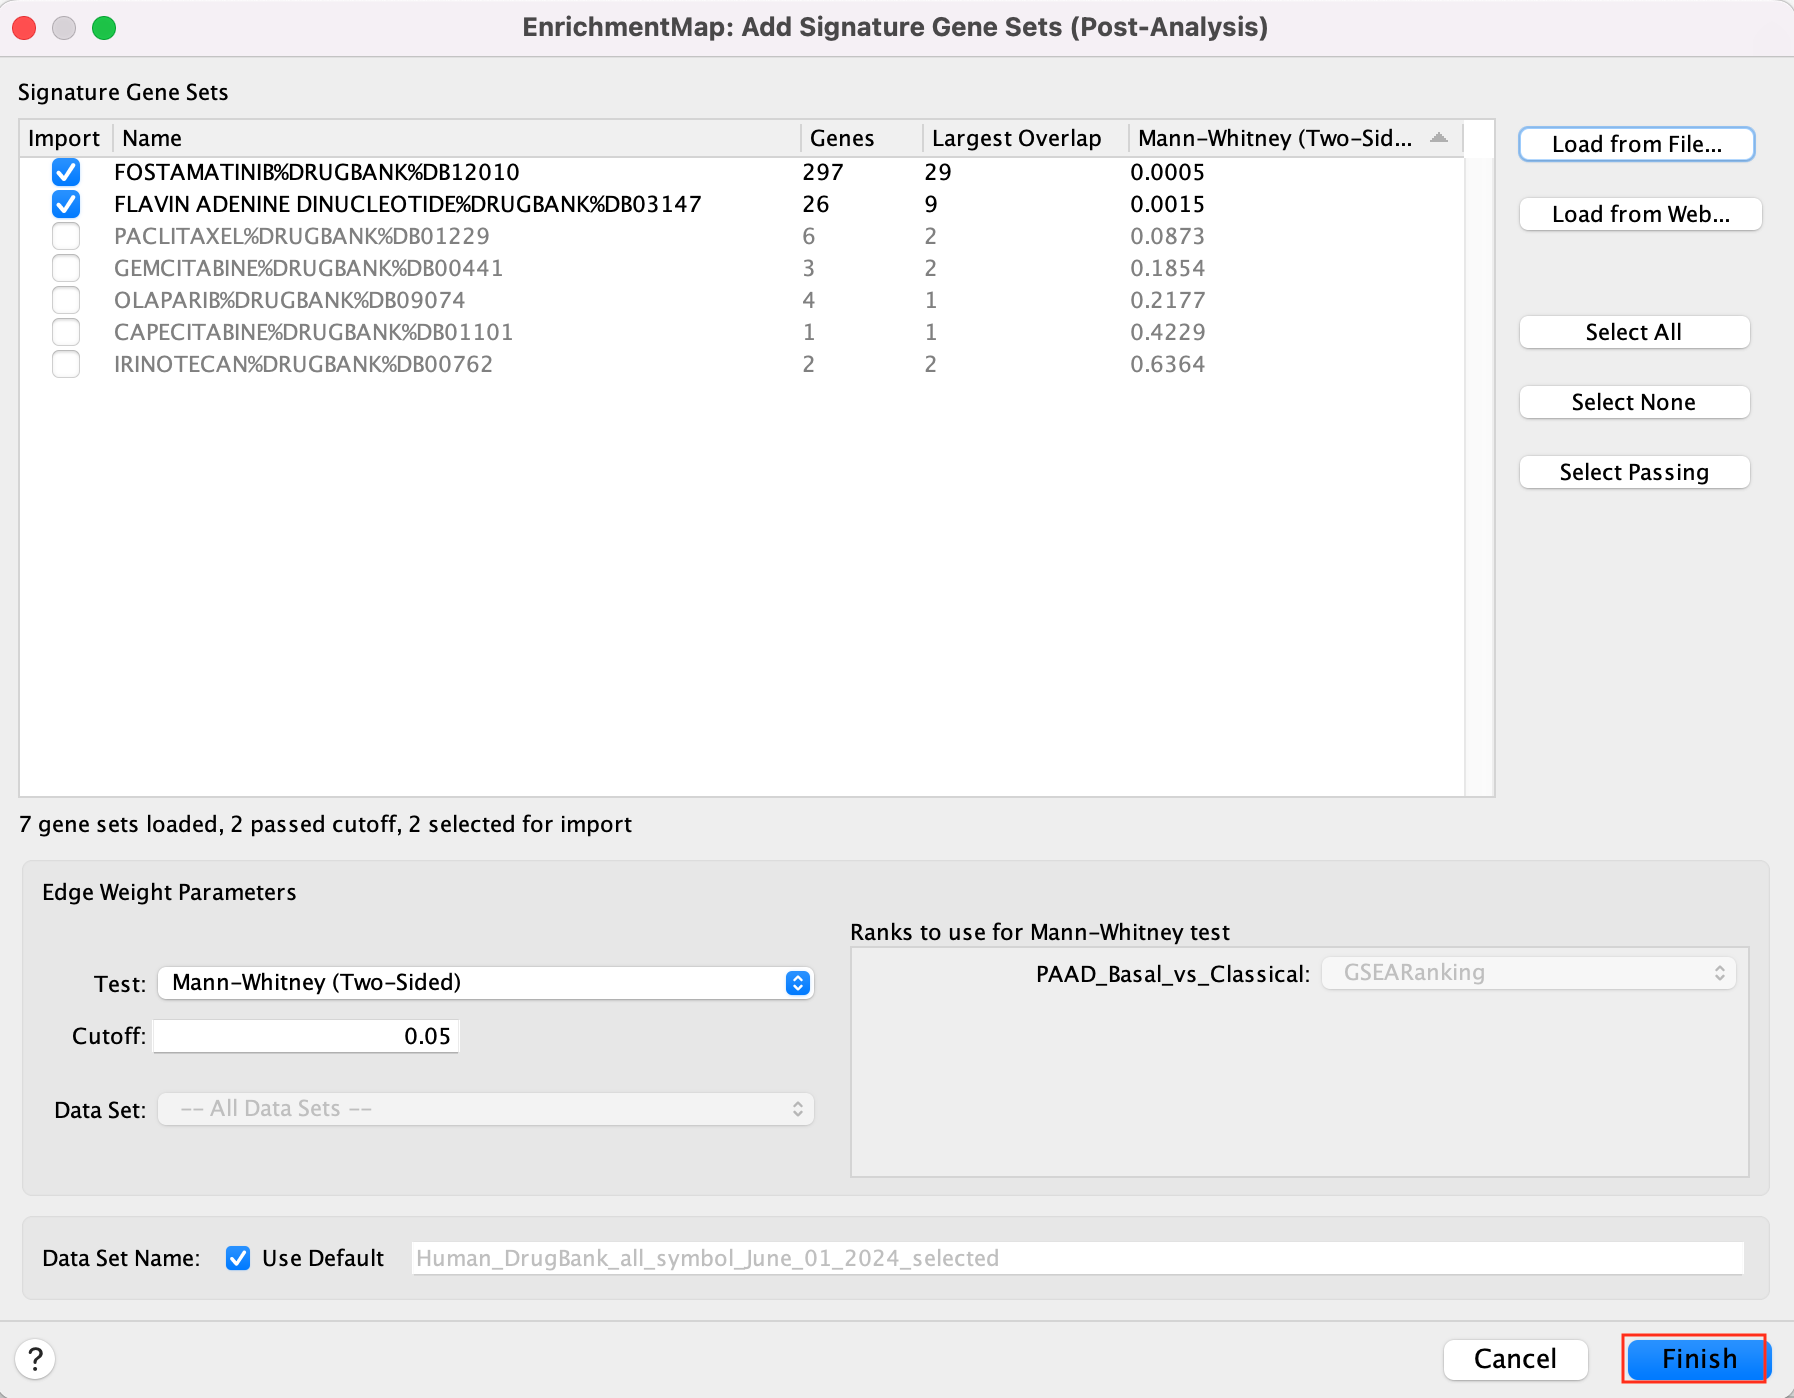 EnrichmentMap: Add Signature Gene Sets (Post-Analysis)
Signature Gene Sets
Import Name Genes Largest Overlap Mann-Whitney (Two-Sid...
FOSTAMATINIB%DRUGBANK%DB12010 297 29 0.0005
FLAVIN ADENINE DINUCLEOTIDE%DRUGBANK%DB03147 26 9 0.0015
PACLITAXEL%DRUGBANK%DB01229 6 2 0.0873
GEMCITABINE%DRUGBANK%DB00441 3 2 0.1854
OLAPARIB%DRUGBANK%DB09074 4 1 0.2177
CAPECITABINE%DRUGBANK%DB01101 1 1 0.4229
IRINOTECAN%DRUGBANK%DB00762 2 2 0.6364
Load from File...
Load from Web...
Select All
Select None
Select Passing
7 gene sets loaded, 2 passed cutoff, 2 selected for import
Edge Weight Parameters
Test: Mann-Whitney (Two-Sided)
Cutoff: 0.05
Data Set: -- All Data Sets --
Ranks to use for Mann-Whitney test
PAAD_Basal_vs_Classical: GSEARanking
Data Set Name: Use Default Human_DrugBank_all_symbol_June_01_2024_selected
? Cancel Finish